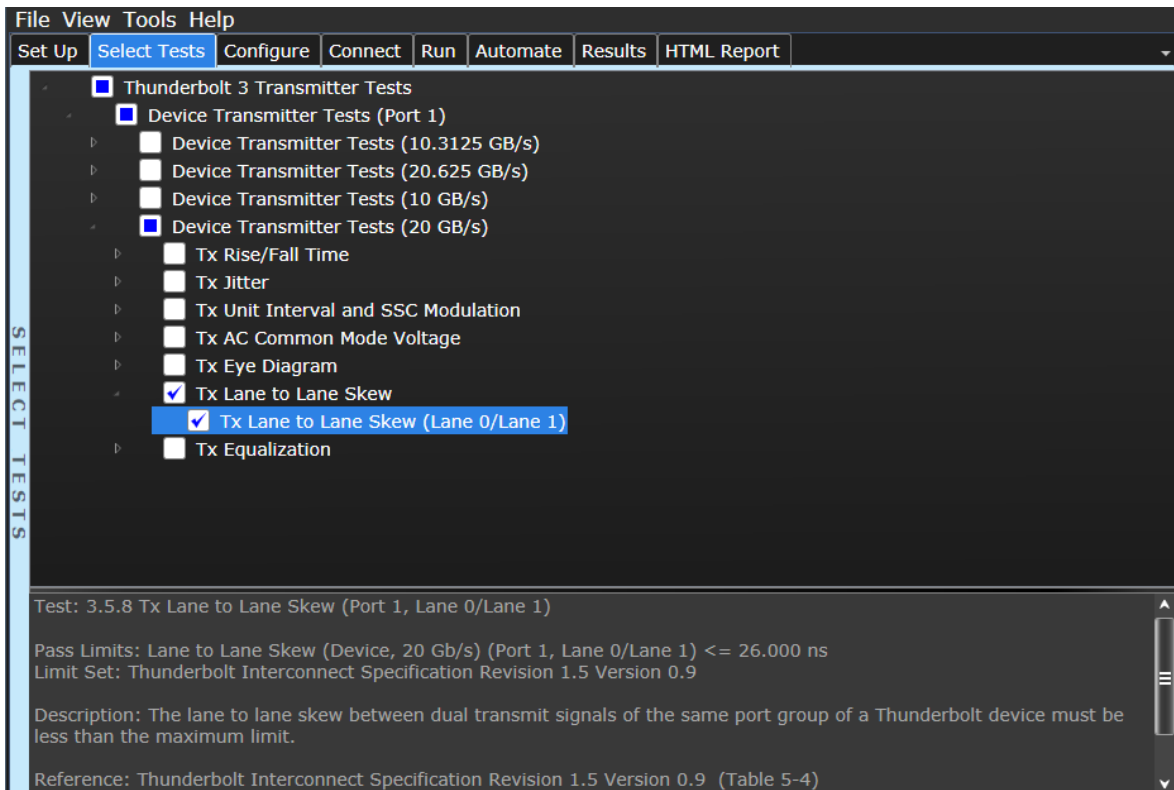 File View Tools Help
Set Up Select Tests Configure Connect Run Automate Results HTML Report
Thunderbolt 3 Transmitter Tests
Device Transmitter Tests (Port 1)
Device Transmitter Tests (10.3125 GB/s)
Device Transmitter Tests (20.625 GB/s)
Device Transmitter Tests (10 GB/s)
Device Transmitter Tests (20 GB/s)
Tx Rise/Fall Time
Tx Jitter
Tx Unit Interval and SSC Modulation
Tx AC Common Mode Voltage
Tx Eye Diagram
Tx Lane to Lane Skew
Tx Lane to Lane Skew (Lane 0/Lane 1)
Tx Equalization
SELECT TESTS
Test: 3.5.8 Tx Lane to Lane Skew (Port 1, Lane 0/Lane 1)
Pass Limits: Lane to Lane Skew (Device, 20 Gb/s) (Port 1, Lane 0/Lane 1) <= 26.000 ns
Limit Set: Thunderbolt Interconnect Specification Revision 1.5 Version 0.9
Description: The lane to lane skew between dual transmit signals of the same port group of a Thunderbolt device must be
less than the maximum limit.
Reference: Thunderbolt Interconnect Specification Revision 1.5 Version 0.9 (Table 5-4)